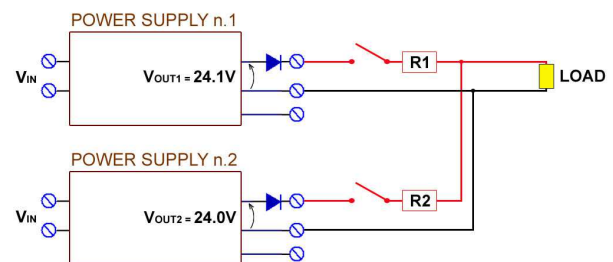 POWER SUPPLY n.1
VIN
VOUT1 = 24.1V
R1
LOAD
POWER SUPPLY n.2
VIN
VOUT2 = 24.0V
R2